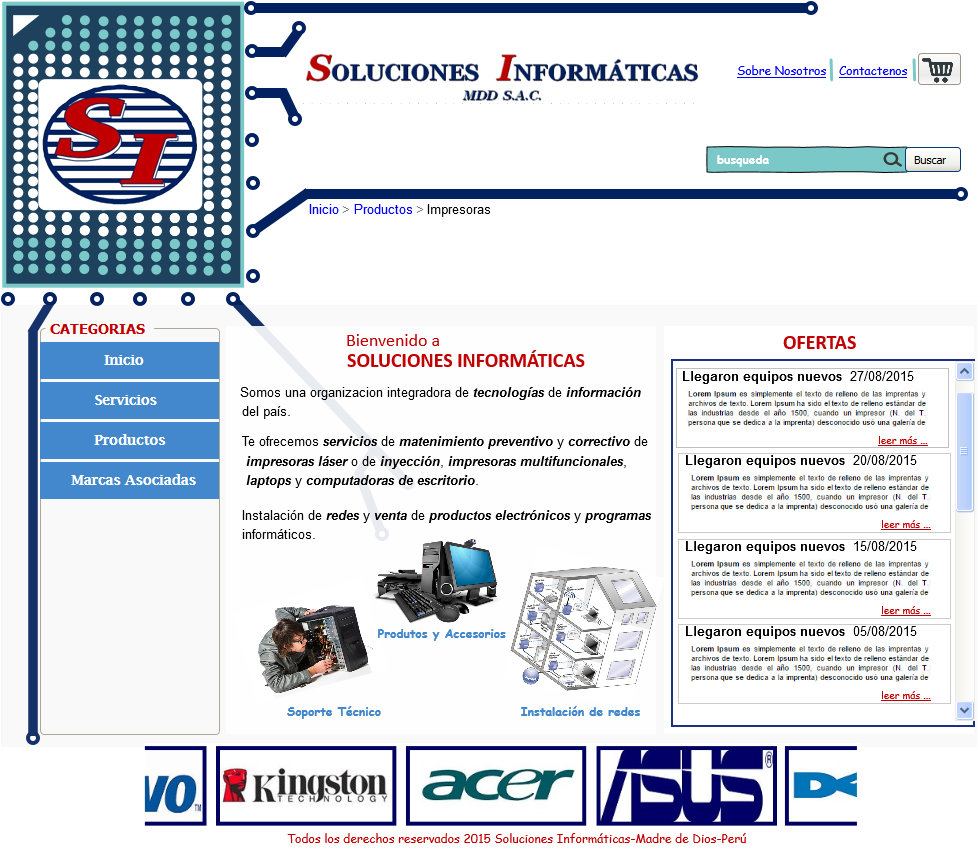 SI
SOLUCIONES INFORMÁTICAS
MDD S.A.C.
Sobre Nosotros Contactenos
busqueda Buscar
Inicio > Productos > Impresoras
CATEGORIAS
Inicio
Servicios
Productos
Marcas Asociadas
Bienvenido a
SOLUCIONES INFORMÁTICAS
Somos una organizacion integradora de tecnologías de información
del país.
Te ofrecemos servicios de matenimiento preventivo y correctivo de
impresoras láser o de inyección, impresoras multifuncionales,
laptops y computadoras de escritorio.
Instalación de redes y venta de productos electrónicos y programas
informáticos.
Produtos y Accesorios
Soporte Técnico
Instalación de redes
OFERTAS
Llegaron equipos nuevos 27/08/2015
Lorem Ipsum es simplemente el texto de relleno de las imprentas y
archivos de texto. Lorem Ipsum ha sido el texto de relleno estándar de
las industrias desde el año 1500, cuando un impresor (N. del T.
persona que se dedica a la imprenta) desconocido usó una galería de
leer más ...
Llegaron equipos nuevos 20/08/2015
Lorem Ipsum es simplemente el texto de relleno de las imprentas y
archivos de texto. Lorem Ipsum ha sido el texto de relleno estándar de
las industrias desde el año 1500, cuando un impresor (N. del T.
persona que se dedica a la imprenta) desconocido usó una galería de
leer más ...
Llegaron equipos nuevos 15/08/2015
Lorem Ipsum es simplemente el texto de relleno de las imprentas y
archivos de texto. Lorem Ipsum ha sido el texto de relleno estándar de
las industrias desde el año 1500, cuando un impresor (N. del T.
persona que se dedica a la imprenta) desconocido usó una galería de
leer más ...
Llegaron equipos nuevos 05/08/2015
Lorem Ipsum es simplemente el texto de relleno de las imprentas y
archivos de texto. Lorem Ipsum ha sido el texto de relleno estándar de
las industrias desde el año 1500, cuando un impresor (N. del T.
persona que se dedica a la imprenta) desconocido usó una galería de
leer más ...
vo™ Kingston acer ASUS® D
TECHNOLOGY
Todos los derechos reservados 2015 Soluciones Informáticas-Madre de Dios-Perú